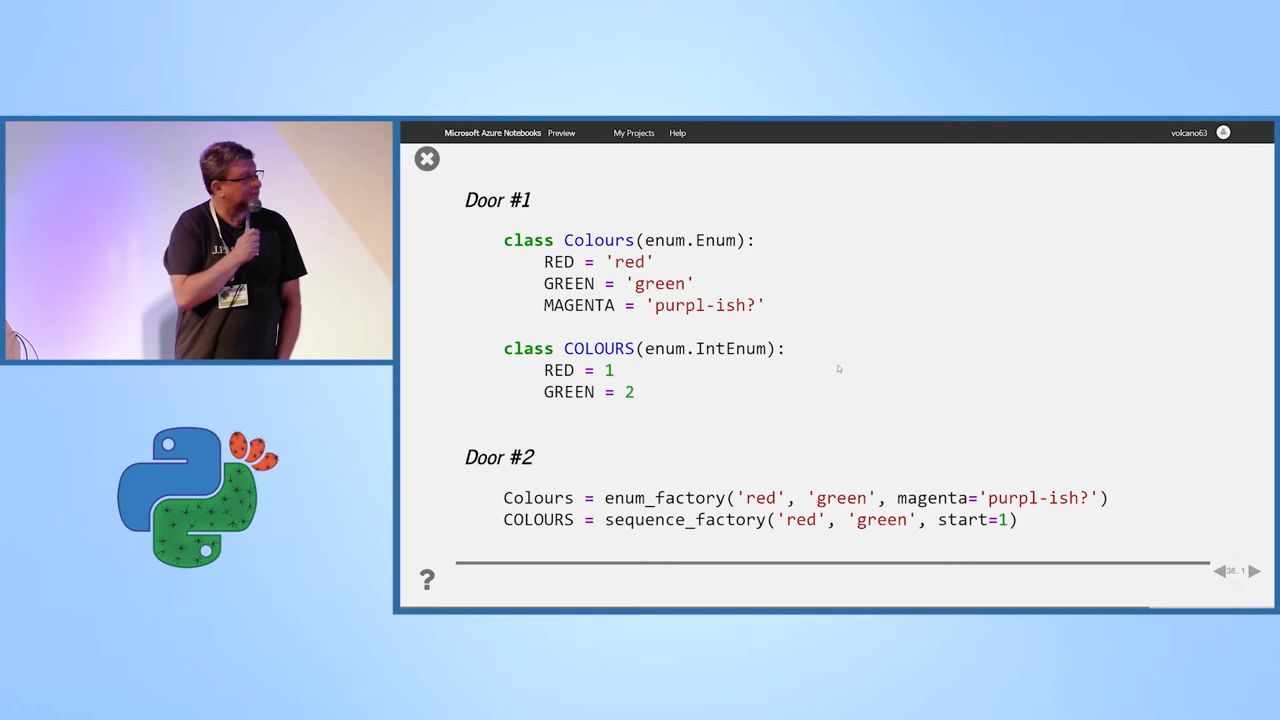 Microsoft Azure Notebooks Preview My Projects Help volcano63
Door #1
class Colours(enum.Enum):
RED = 'red'
GREEN = 'green'
MAGENTA = 'purpl-ish?'
class COLOURS(enum.IntEnum):
RED = 1
GREEN = 2
Door #2
Colours = enum_factory('red', 'green', magenta='purpl-ish?')
COLOURS = sequence_factory('red', 'green', start=1)
?
38.1